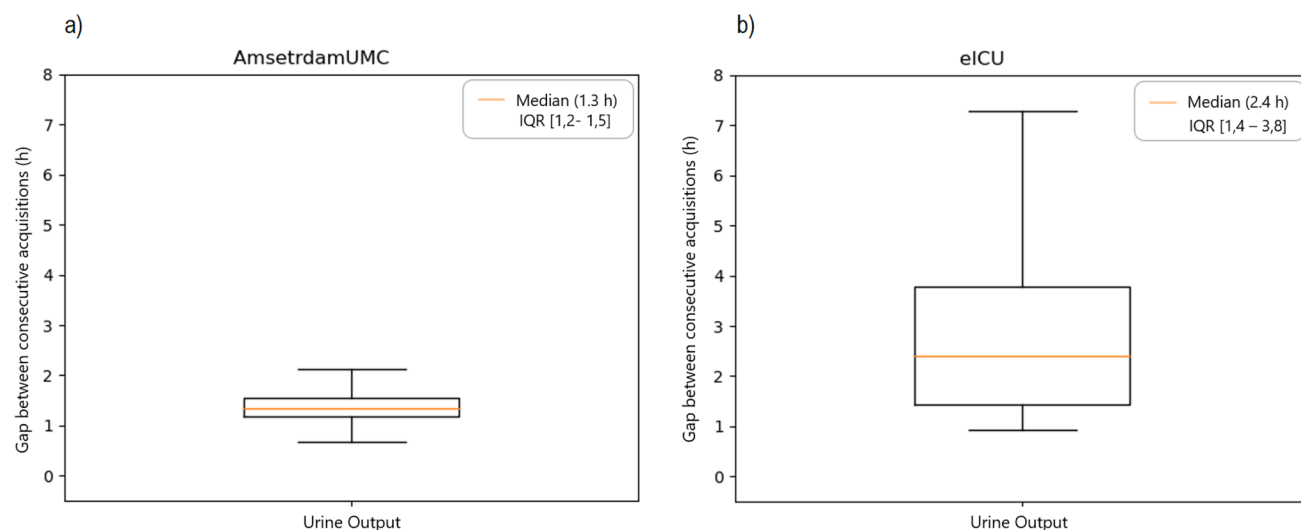 a)
AmsetrdamUMC
8
7
6
5
4
3
2
1
0
Gap between consecutive acquisitions (h)
Median (1.3 h)
IQR [1,2- 1,5]
Urine Output
b)
eICU
8
7
6
5
4
3
2
1
0
Gap between consecutive acquisitions (h)
Median (2.4 h)
IQR [1,4 – 3,8]
Urine Output